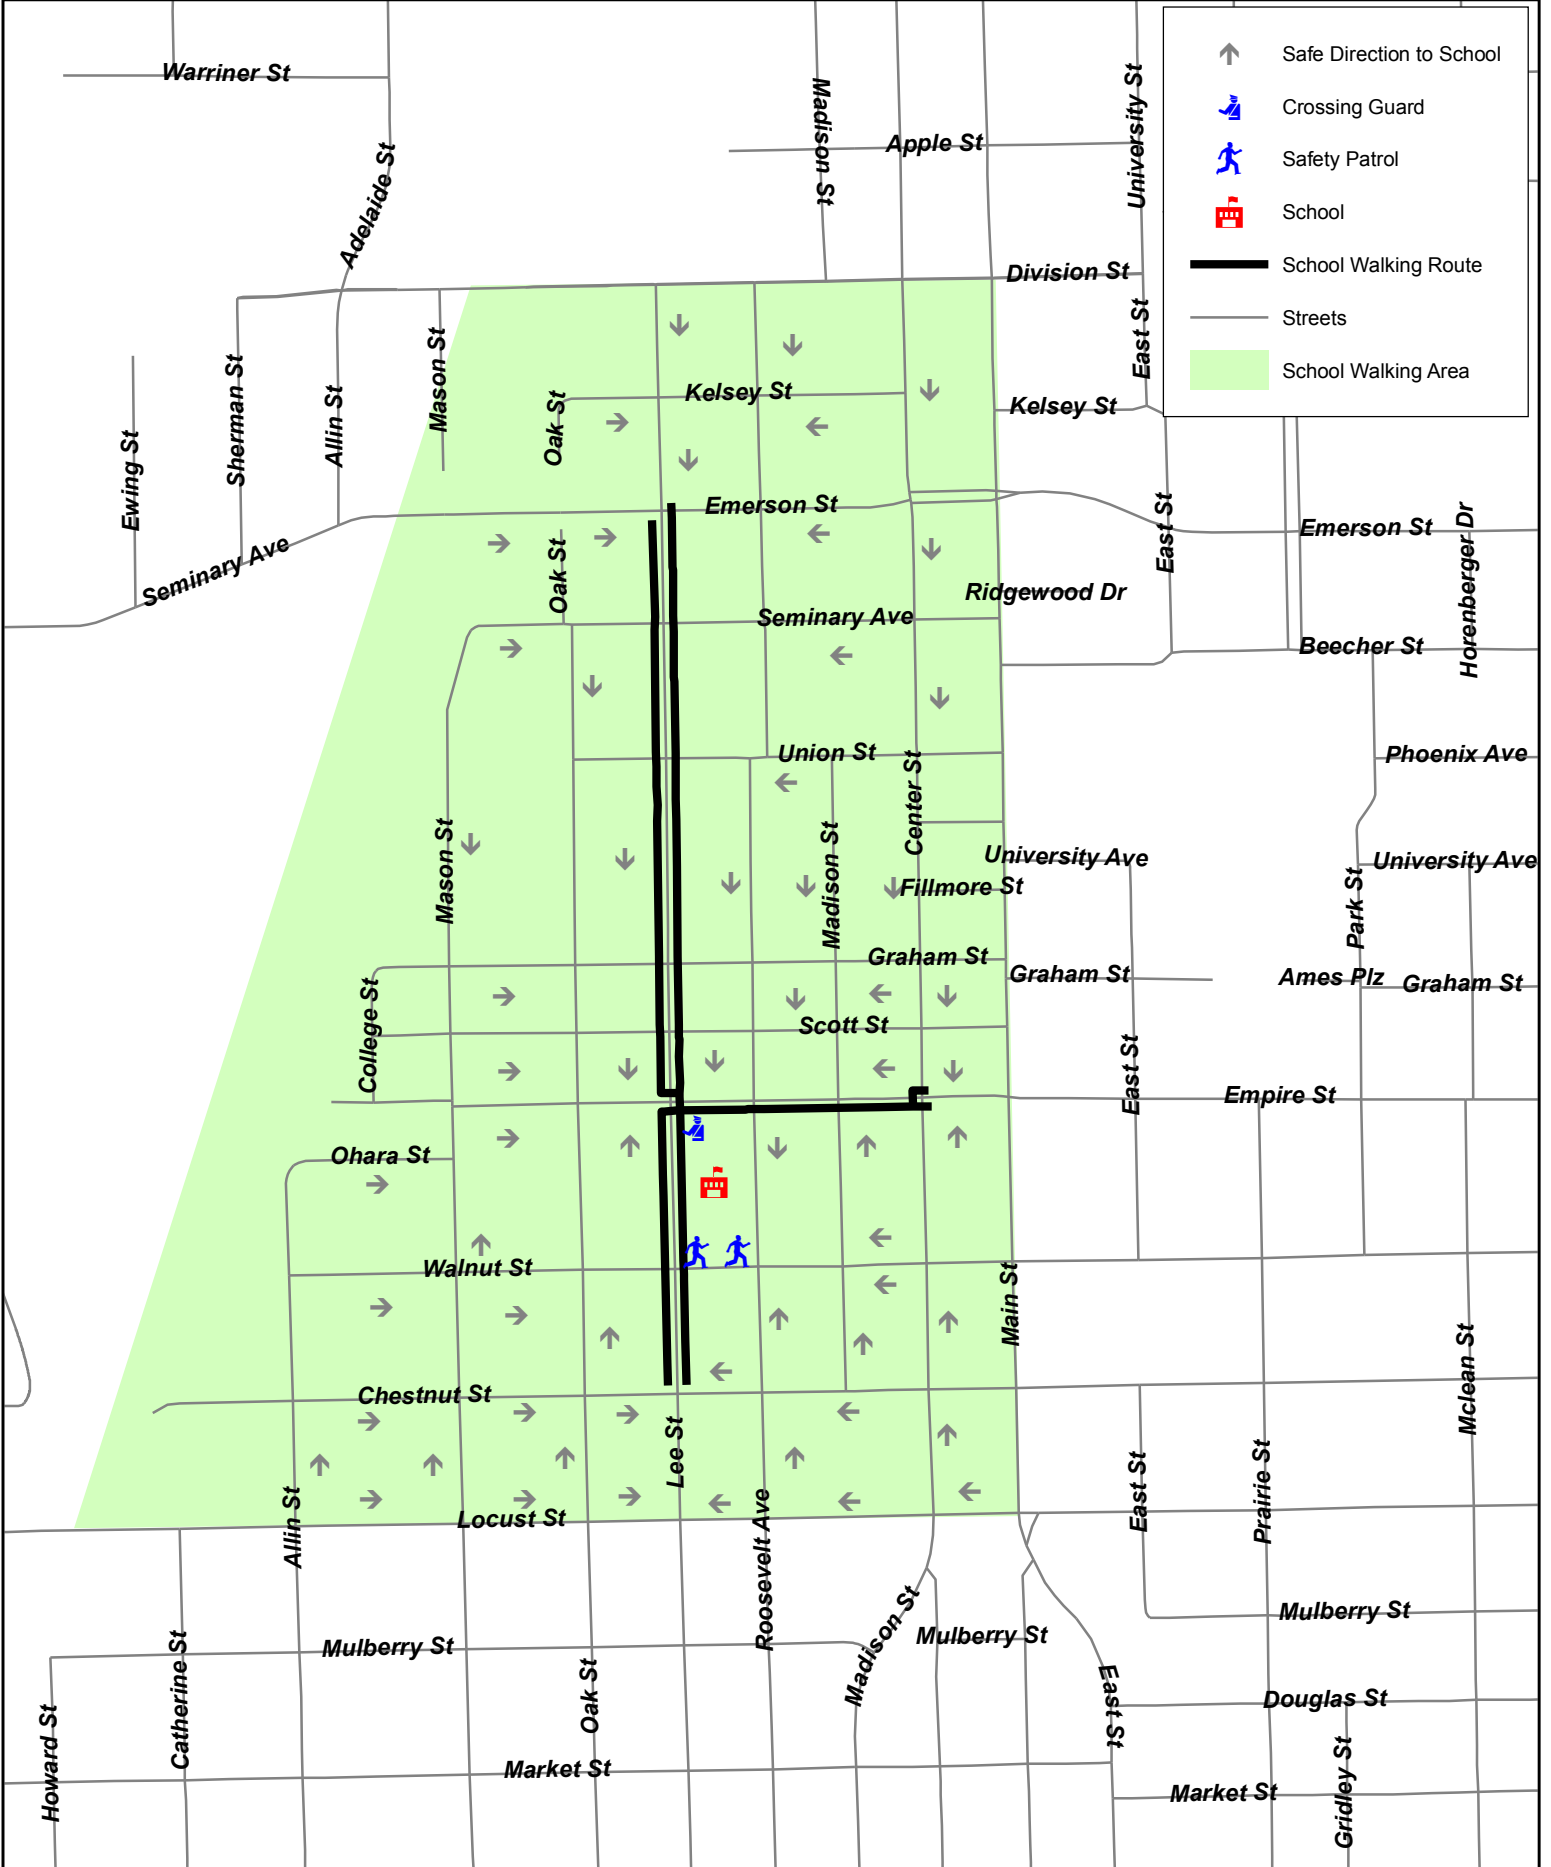 Safe Direction to School
Crossing Guard
Safety Patrol
School
School Walking Route
Streets
School Walking Area
Warriner St
Adelaide St
Madison St
Apple St
University St
Division St
Ewing St
Sherman St
Allin St
Mason St
Oak St
Kelsey St
Kelsey St
East St
Emerson St
Emerson St
Seminary Ave
Oak St
East St
Horenberger Dr
Ridgewood Dr
Seminary Ave
Beecher St
Union St
Phoenix Ave
Mason St
Madison St
Center St
University Ave
University Ave
Fillmore St
Park St
Graham St
Graham St
Ames Plz
Graham St
College St
Scott St
East St
Empire St
Ohara St
Walnut St
Main St
Mclean St
Chestnut St
Lee St
Locust St
Allin St
Roosevelt Ave
East St
Prairie St
Mulberry St
Mulberry St
Mulberry St
Madison St
Catherine St
Oak St
East St
Douglas St
Howard St
Market St
Market St
Gridley St